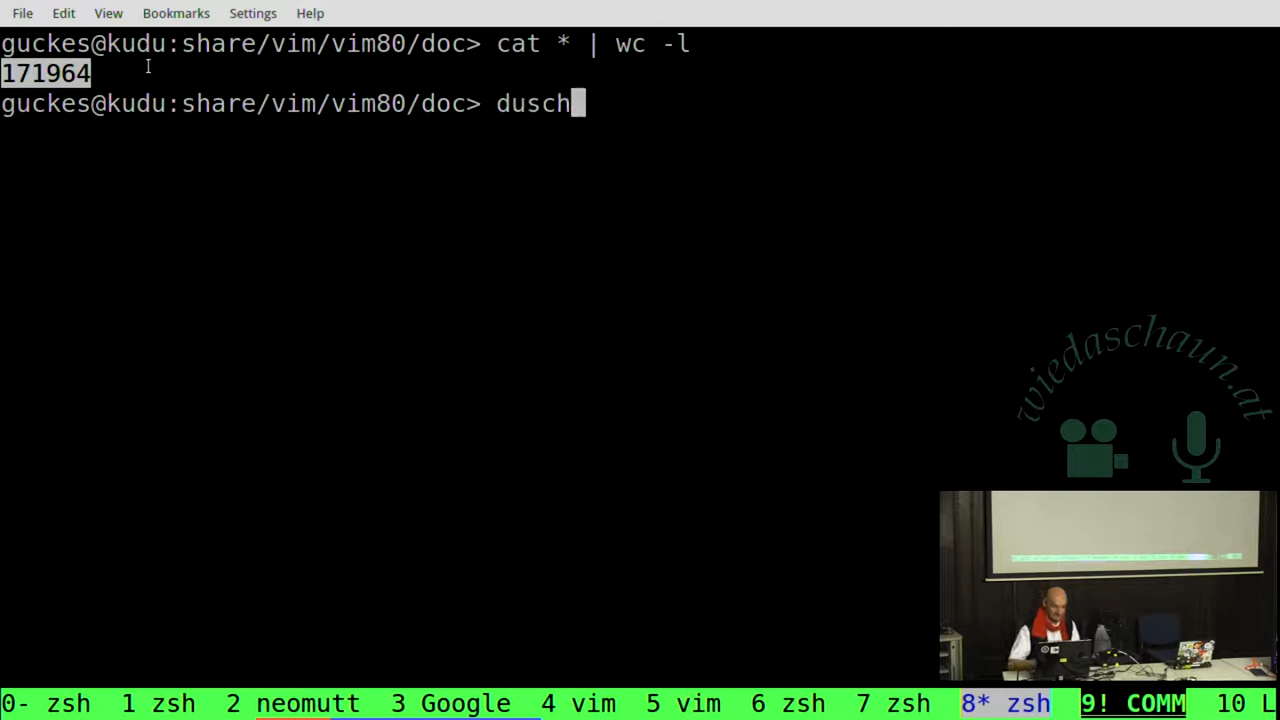 File Edit View Bookmarks Settings Help
guckes@kudu:share/vim/vim80/doc> cat * | wc -l
171964
guckes@kudu:share/vim/vim80/doc> dusch
wiedaschaun.at
0- zsh 1 zsh 2 neomutt 3 Google 4 vim 5 vim 6 zsh 7 zsh 8* zsh 9! COMM 10 L